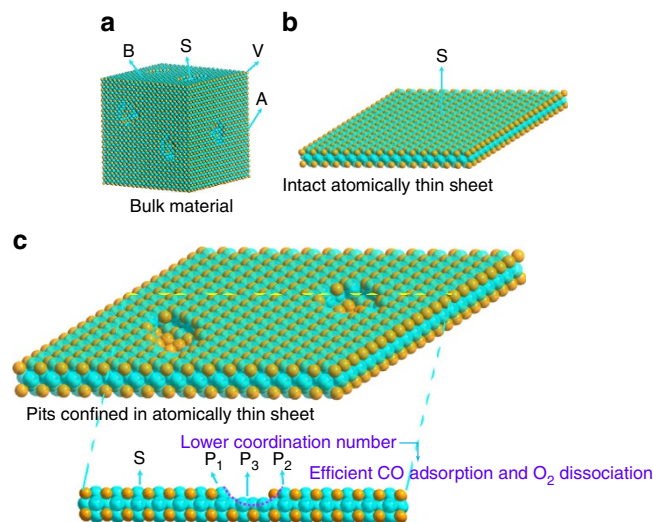 a
B
S
V
A
Bulk material
b
S
Intact atomically thin sheet
c
Pits confined in atomically thin sheet
Lower coordination number
S
P₁
P₃
P₂
Efficient CO adsorption and O₂ dissociation